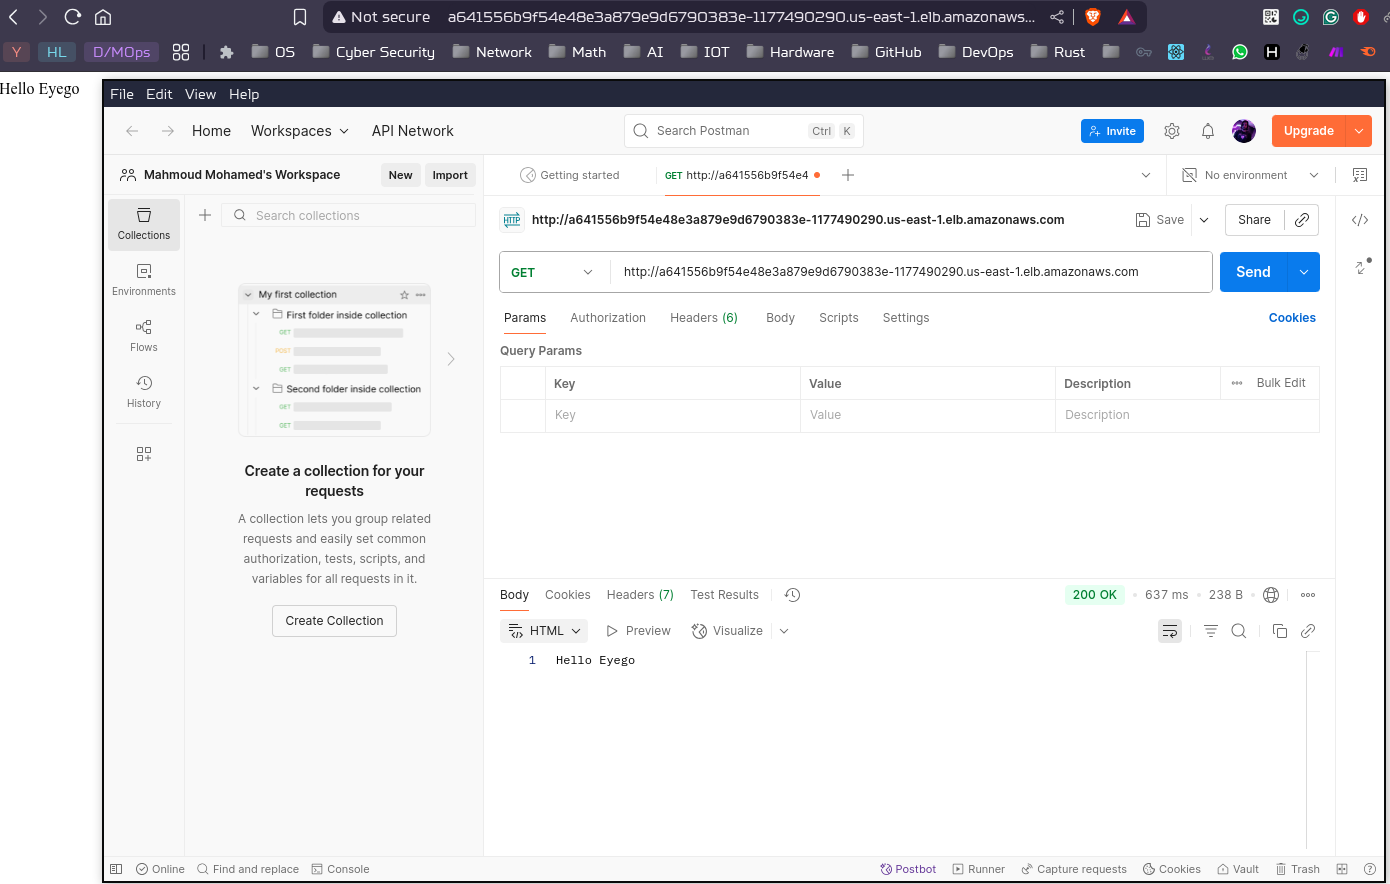 Not secure a641556b9f54e48e3a879e9d6790383e-1177490290.us-east-1.elb.amazonaws...
Y HL D/MOps OS Cyber Security Network Math AI IOT Hardware GitHub DevOps Rust
Hello Eyego
File Edit View Help
Home Workspaces API Network Search Postman Ctrl K Invite Upgrade
Mahmoud Mohamed's Workspace New Import Getting started GET http://a641556b9f54e4 No environment
Collections
Environments
Flows
History
Search collections
My first collection
First folder inside collection
GET
POST
GET
Second folder inside collection
GET
GET
Create a collection for your
requests
A collection lets you group related
requests and easily set common
authorization, tests, scripts, and
variables for all requests in it.
Create Collection
HTTP http://a641556b9f54e48e3a879e9d6790383e-1177490290.us-east-1.elb.amazonaws.com Save Share
GET http://a641556b9f54e48e3a879e9d6790383e-1177490290.us-east-1.elb.amazonaws.com Send
Params Authorization Headers (6) Body Scripts Settings Cookies
Query Params
Key Value Description Bulk Edit
Key Value Description
Body Cookies Headers (7) Test Results 200 OK 637 ms 238 B
HTML Preview Visualize
1 Hello Eyego
Online Find and replace Console Postbot Runner Capture requests Cookies Vault Trash